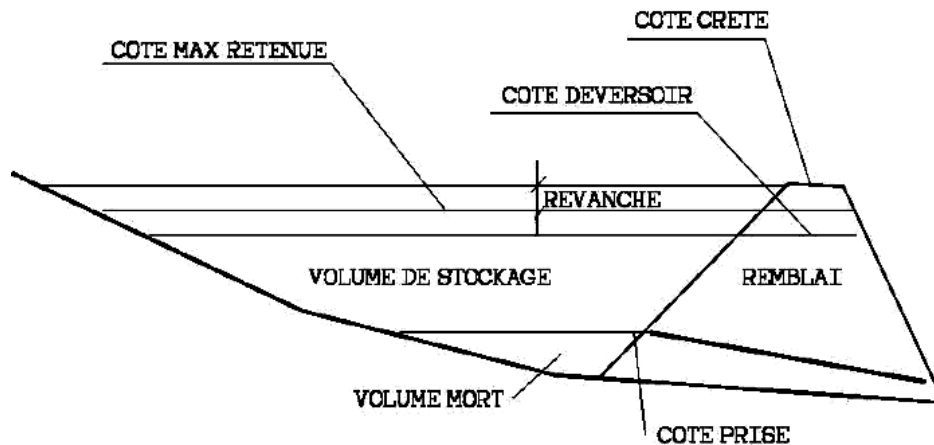 COTE CRETE
COTE MAX RETENUE
COTE DEVERSOIR
REVANCHE
VOLUME DE STOCKAGE
REMBLAI
VOLUME MORT
COTE PRISE